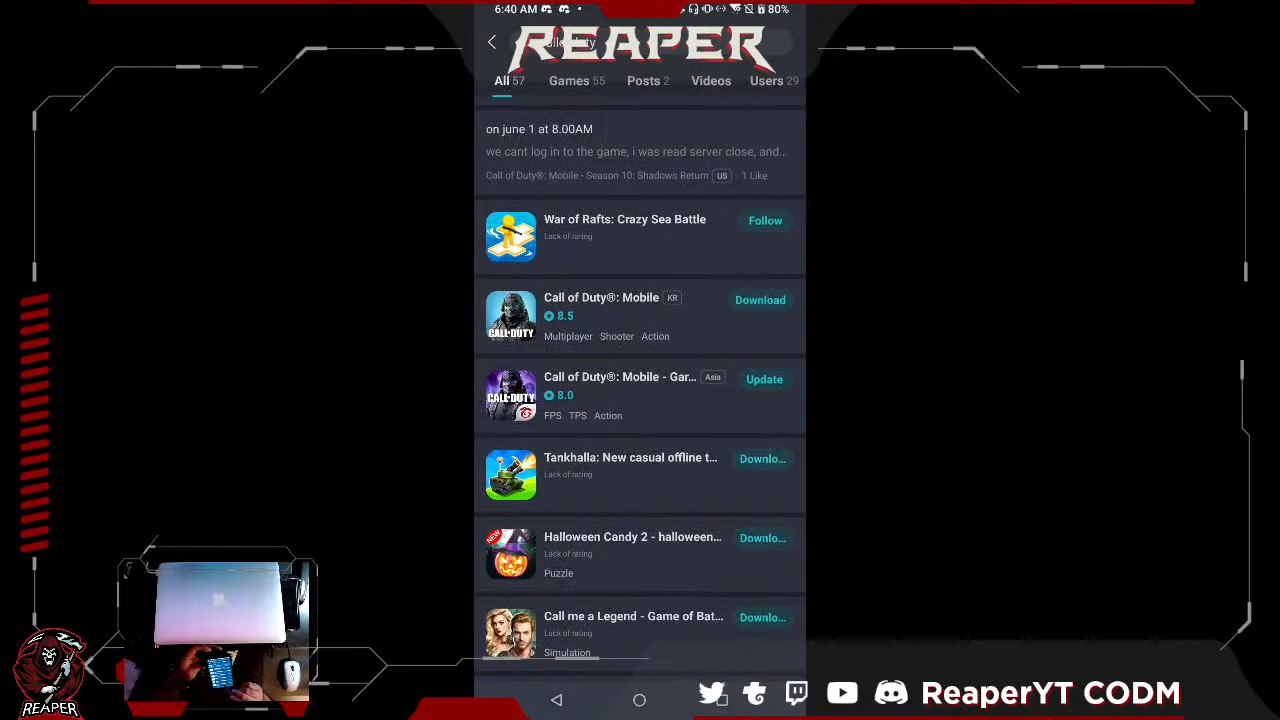 6:40 AM
80%
REAPER
All 57 Games 55 Posts 2 Videos Users 29
on june 1 at 8.00AM
we cant log in to the game, i was read server close, and...
Call of Duty®: Mobile - Season 10: Shadows Return US · 1 Like
War of Rafts: Crazy Sea Battle
Follow
Lack of rating
Call of Duty®: Mobile KR
Download
8.5
Multiplayer Shooter Action
CALL·DUTY
Call of Duty®: Mobile - Gar... Asia
Update
8.0
FPS TPS Action
CALL·DUTY
Tankhalla: New casual offline t...
Downlo...
Lack of rating
NEW
Halloween Candy 2 - halloween...
Downlo...
Lack of rating
Puzzle
Call me a Legend - Game of Bat...
Downlo...
Lack of rating
Simulation
REAPER
ReaperYT CODM